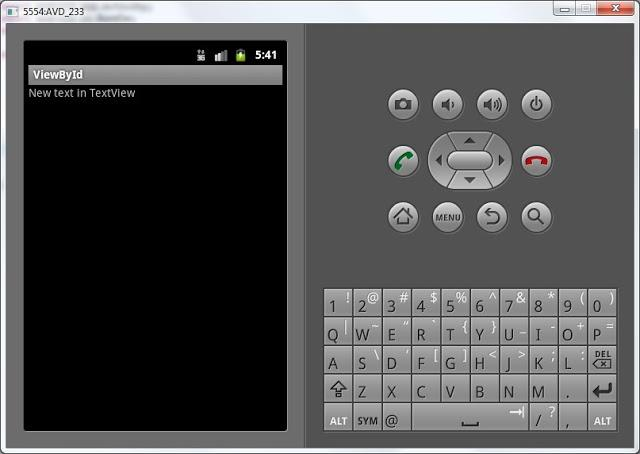 5554:AVD_233
3G 5:41
ViewById
New text in TextView
MENU
1 ! 2 @ 3 # 4 $ 5 % 6 ^ 7 & 8 * 9 ( 0 )
Q | W ~ E " R ` T { Y } U _ I - O + P =
A S \ D ' F [ G ] H < J > K ; L : DEL
Z X C V B N M .
ALT SYM @ / ? , ALT